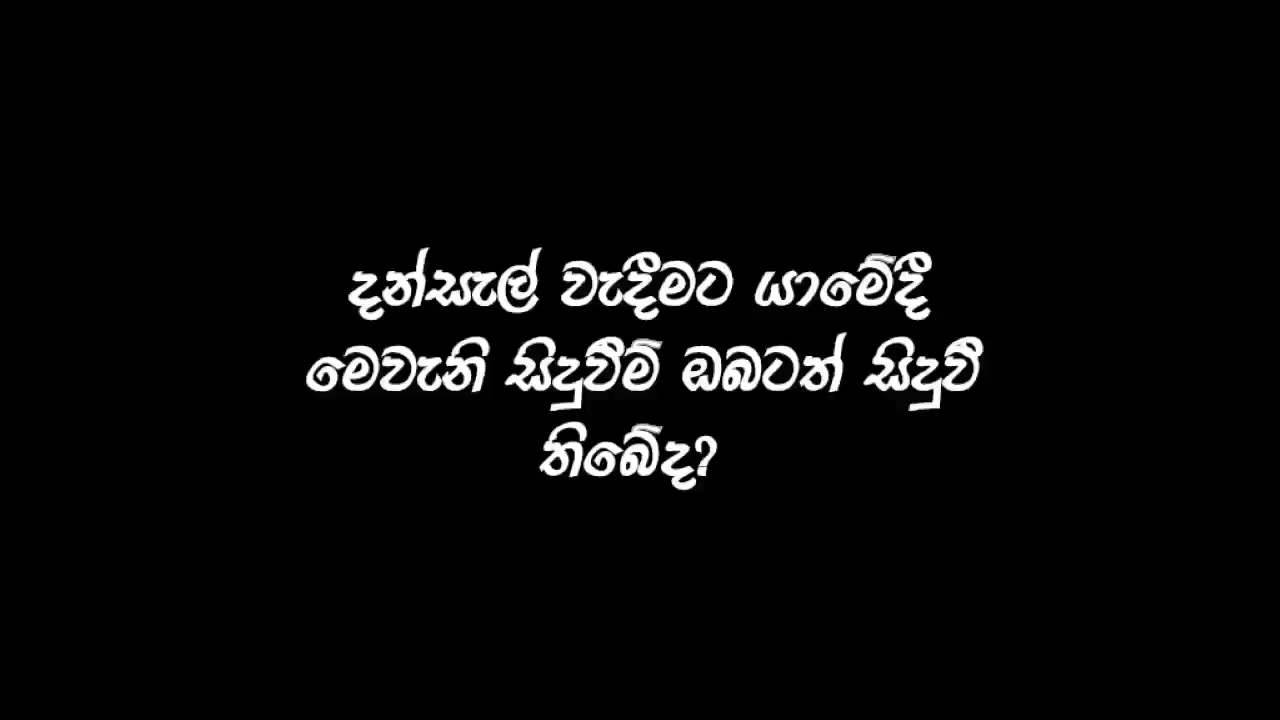 දන්සැල් වැදීමට යාමේදී
මෙවැනි සිදුවීම් ඔබටත් සිදුවී
තිබේද?